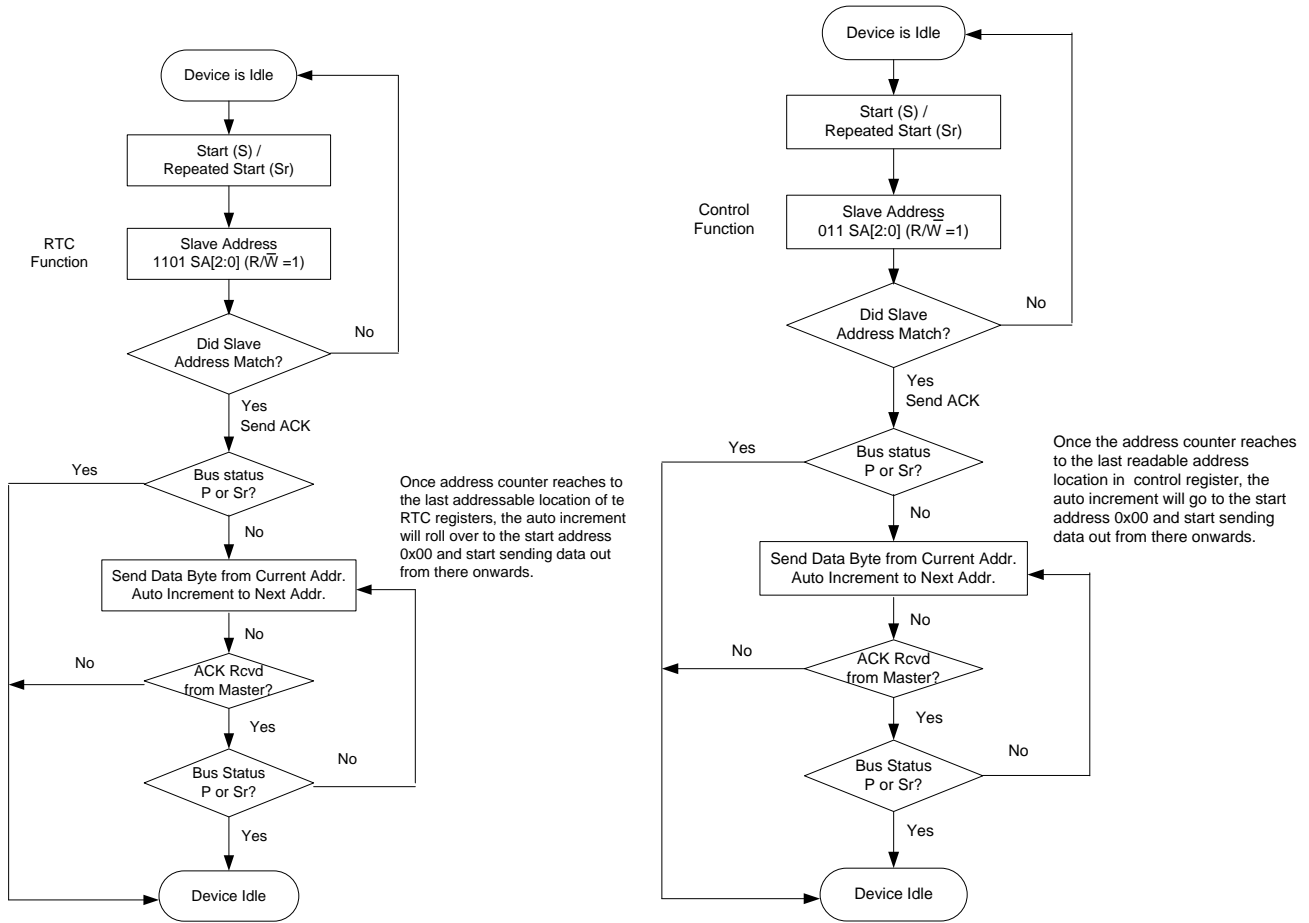 Device is Idle
Start (S) /
Repeated Start (Sr)
RTC
Function
Slave Address
1101 SA[2:0] (R/W̅ =1)
Did Slave
Address Match?
No
Yes
Send ACK
Yes
Bus status
P or Sr?
No
Once address counter reaches to
the last addressable location of te
RTC registers, the auto increment
will roll over to the start address
0x00 and start sending data out
from there onwards.
Send Data Byte from Current Addr.
Auto Increment to Next Addr.
No
No
ACK Rcvd
from Master?
Yes
Bus Status
P or Sr?
No
Yes
Device Idle
Device is Idle
Start (S) /
Repeated Start (Sr)
Control
Function
Slave Address
011 SA[2:0] (R/W̅ =1)
Did Slave
Address Match?
No
Yes
Send ACK
Yes
Bus status
P or Sr?
No
Once the address counter reaches
to the last readable address
location in control register, the
auto increment will go to the start
address 0x00 and start sending
data out from there onwards.
Send Data Byte from Current Addr.
Auto Increment to Next Addr.
No
No
ACK Rcvd
from Master?
Yes
Bus Status
P or Sr?
No
Yes
Device Idle